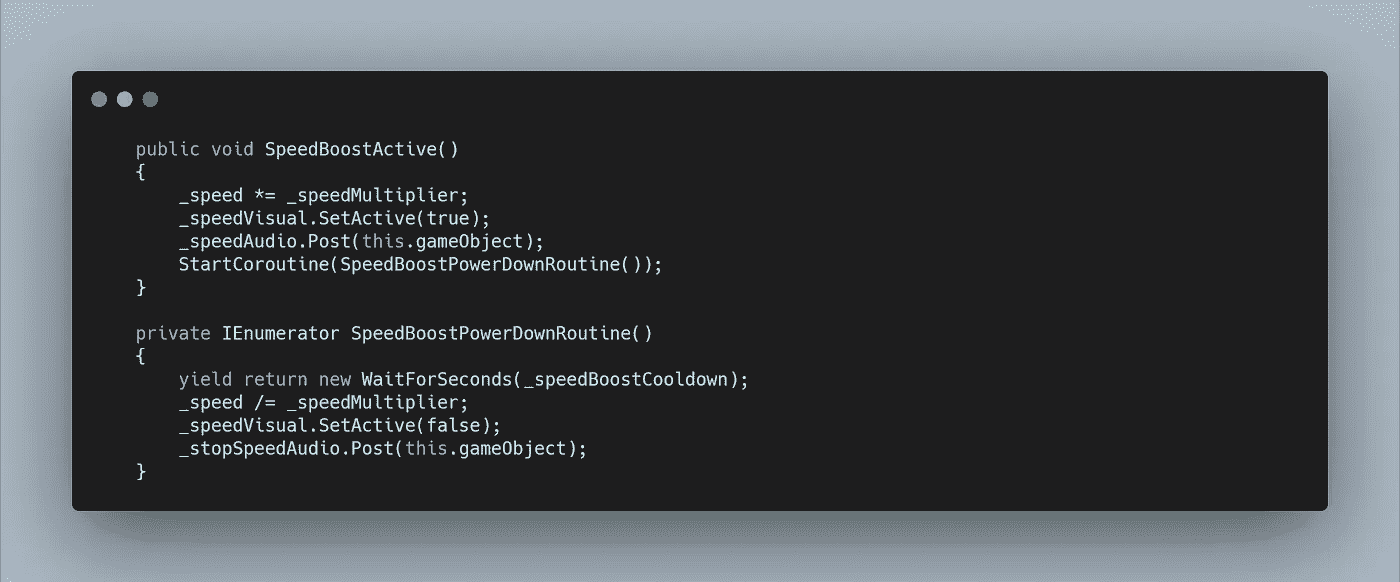 public void SpeedBoostActive()
{
    _speed *= _speedMultiplier;
    _speedVisual.SetActive(true);
    _speedAudio.Post(this.gameObject);
    StartCoroutine(SpeedBoostPowerDownRoutine());
}

private IEnumerator SpeedBoostPowerDownRoutine()
{
    yield return new WaitForSeconds(_speedBoostCooldown);
    _speed /= _speedMultiplier;
    _speedVisual.SetActive(false);
    _stopSpeedAudio.Post(this.gameObject);
}